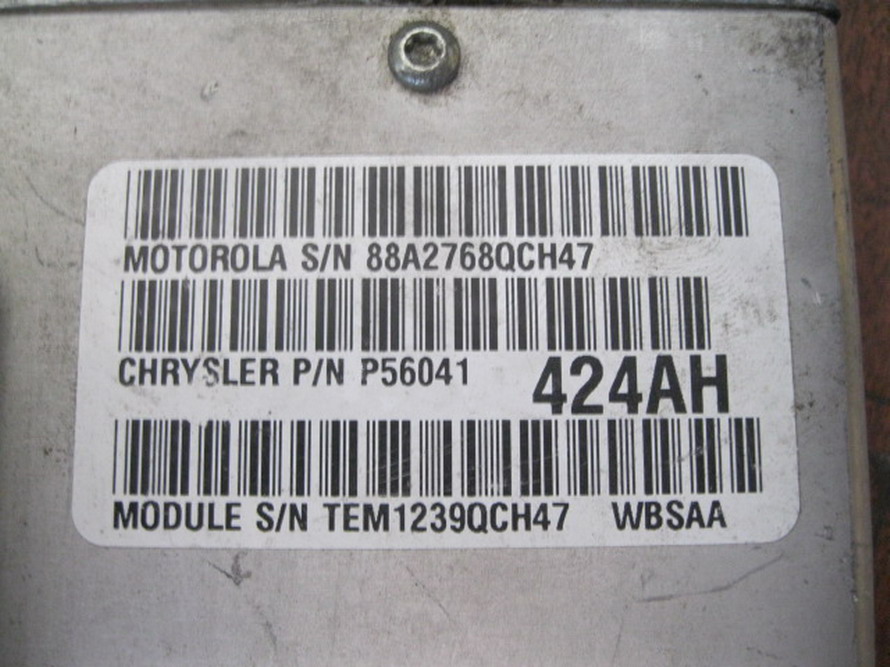 MOTOROLA S/N 88A2768QCH47
CHRYSLER P/N P56041 424AH
MODULE S/N TEM1239QCH47 WBSAA